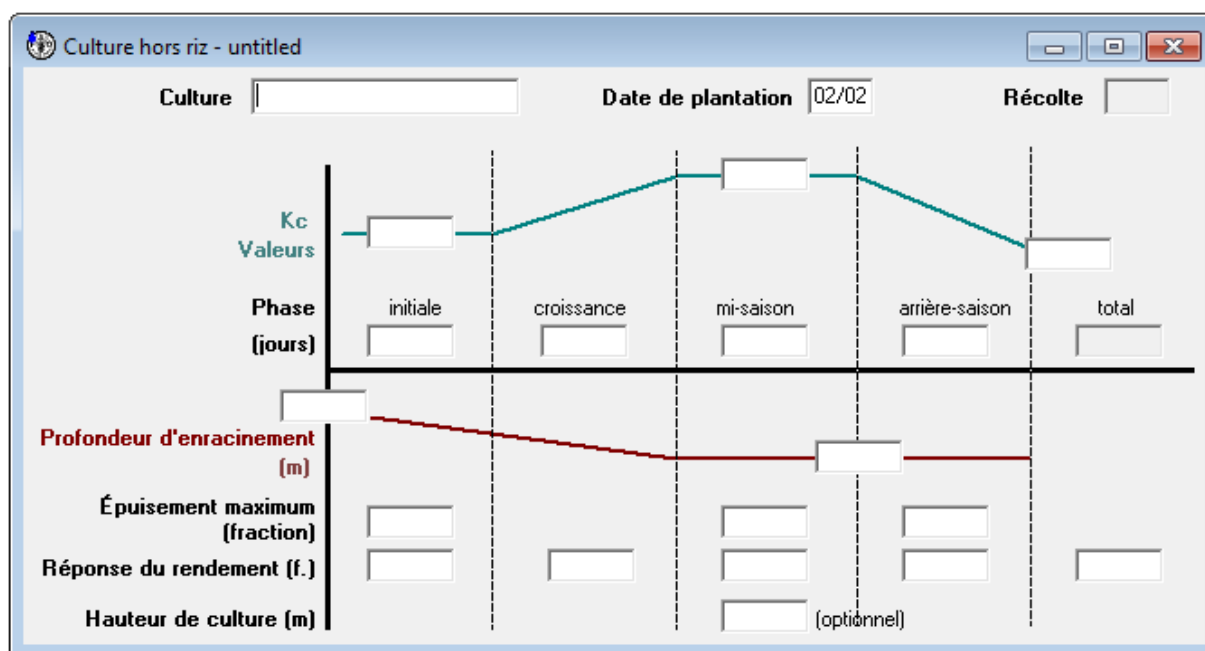 Culture hors riz - untitled
Culture Date de plantation 02/02 Récolte
Kc
Valeurs
Phase initiale croissance mi-saison arrière-saison total
(jours)
Profondeur d'enracinement
(m)
Épuisement maximum
(fraction)
Réponse du rendement (f.)
Hauteur de culture (m) (optionnel)